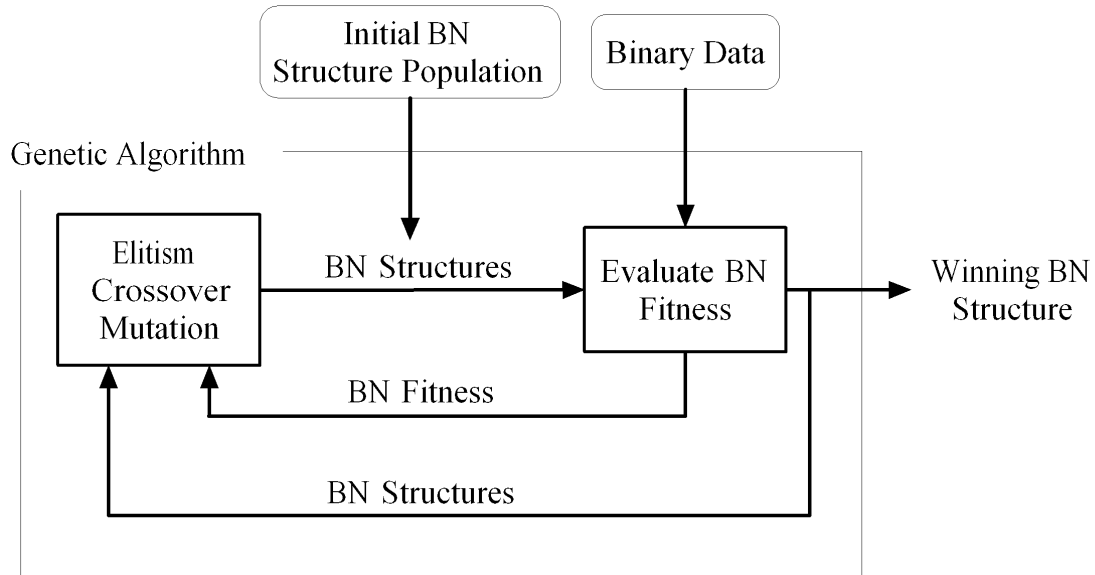 Initial BN
Structure Population
Binary Data
Genetic Algorithm
Elitism
Crossover
Mutation
BN Structures
Evaluate BN
Fitness
Winning BN
Structure
BN Fitness
BN Structures